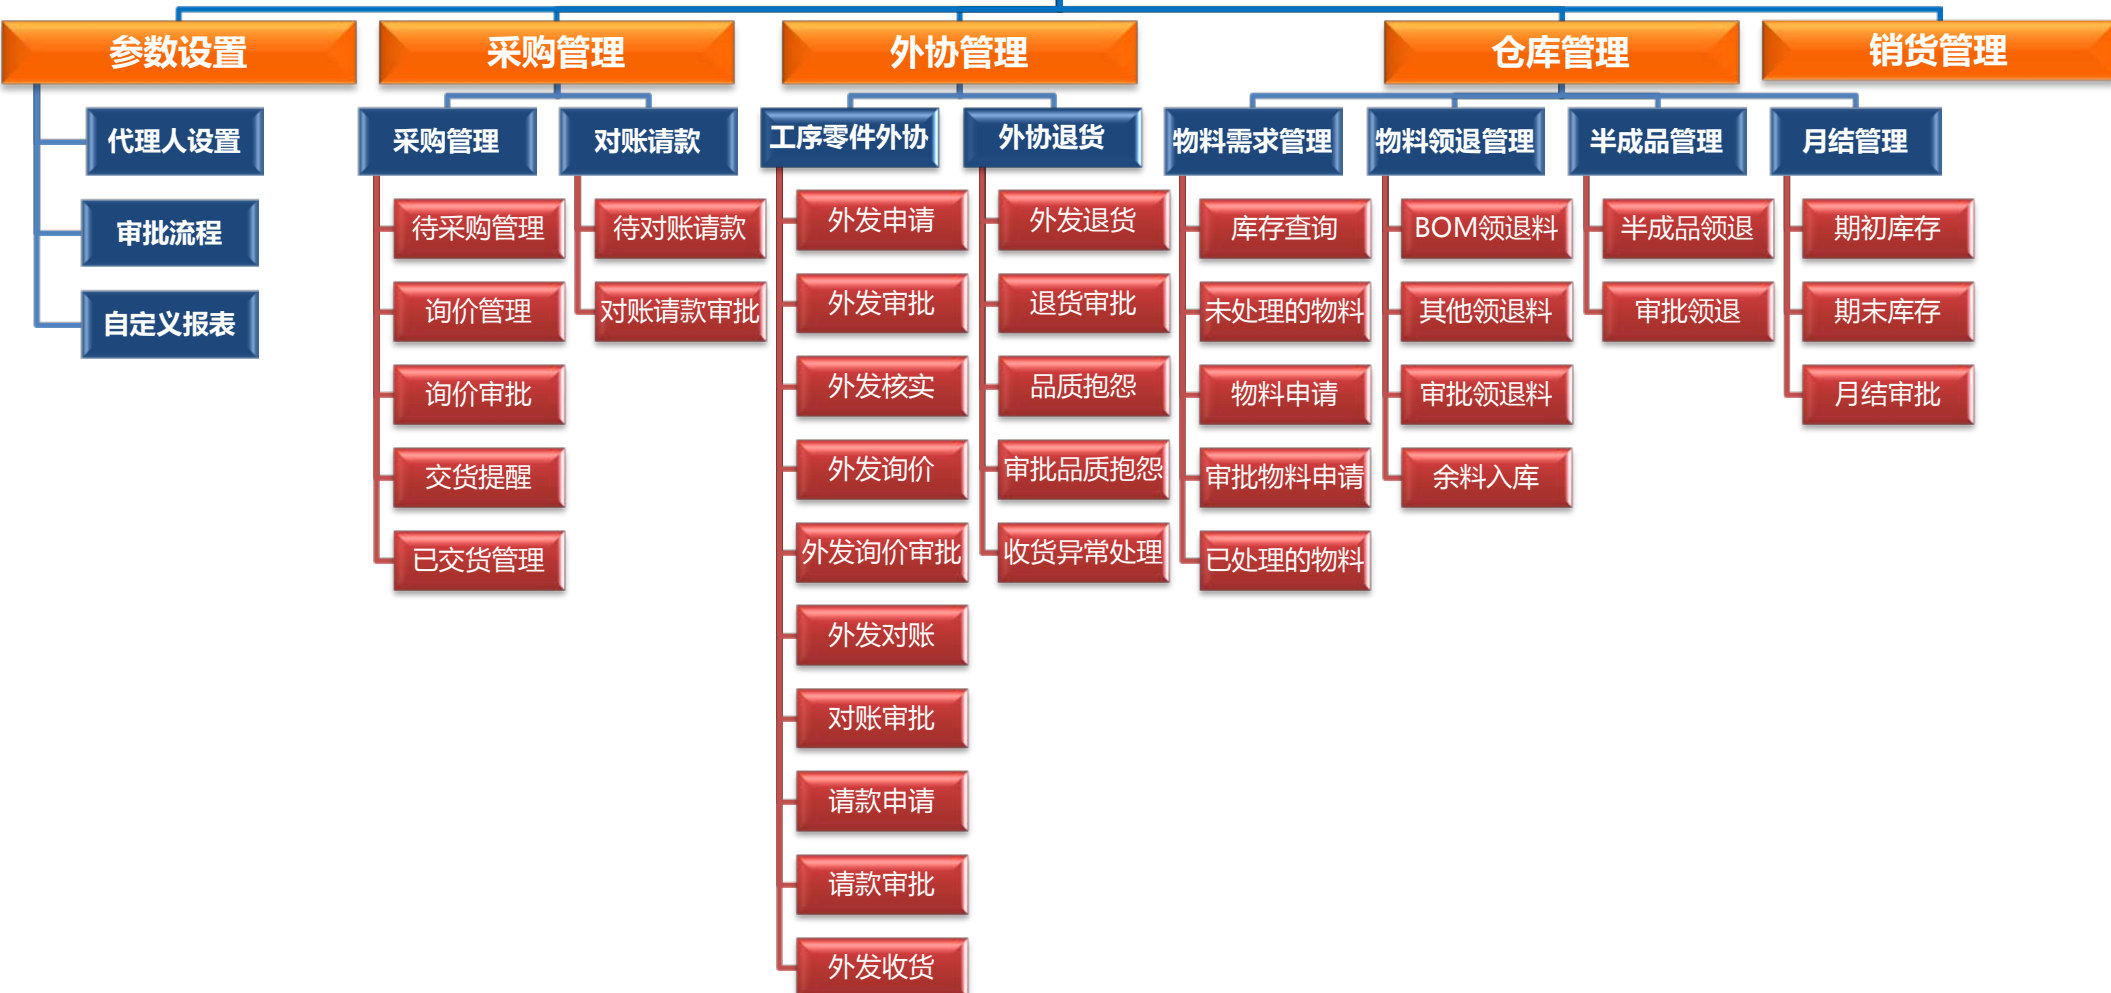 参数设置
采购管理
外协管理
仓库管理
销货管理
代理人设置
审批流程
自定义报表
采购管理
待采购管理
询价管理
询价审批
交货提醒
已交货管理
对账请款
待对账请款
对账请款审批
工序零件外协
外发申请
外发审批
外发核实
外发询价
外发询价审批
外发对账
对账审批
请款申请
请款审批
外发收货
外协退货
外发退货
退货审批
品质抱怨
审批品质抱怨
收货异常处理
物料需求管理
库存查询
未处理的物料
物料申请
审批物料申请
已处理的物料
物料领退管理
BOM领退料
其他领退料
审批领退料
余料入库
半成品管理
半成品领退
审批领退
月结管理
期初库存
期末库存
月结审批